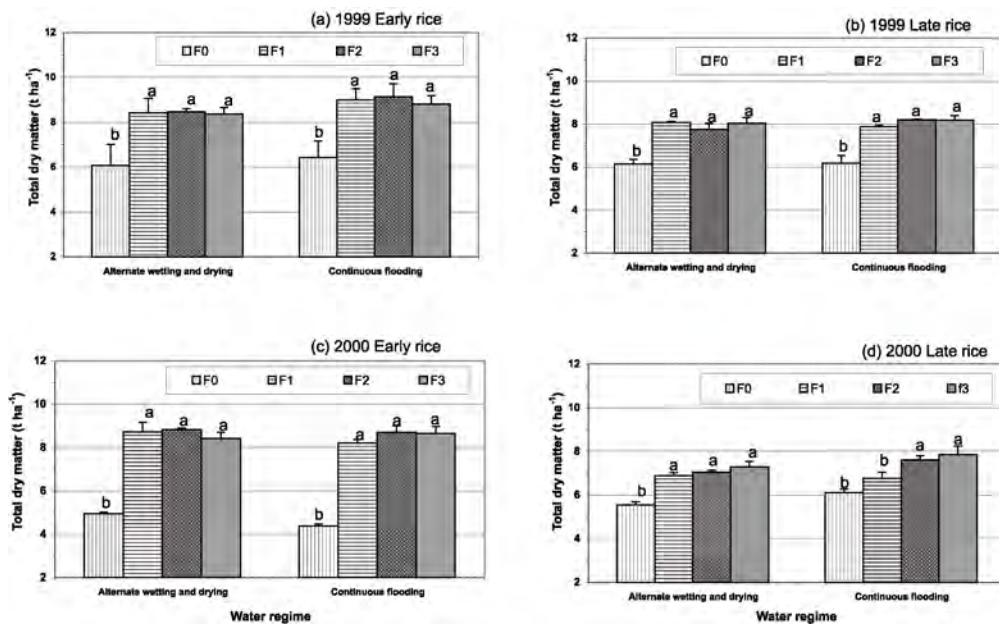 (a) 1999 Early rice
12
10
8
6
4
2
Total dry matter (t ha⁻¹)
F0 F1 F2 F3
b a a a b a a a
Alternate wetting and drying Continuous flooding
(b) 1999 Late rice
12
10
8
6
4
2
Total dry matter (t ha⁻¹)
F0 F1 F2 F3
b a a a b a a a
Alternate wetting and drying Continuous flooding
(c) 2000 Early rice
12
10
8
6
4
2
Total dry matter (t ha⁻¹)
F0 F1 F2 F3
b a a a b a a a
Alternate wetting and drying Continuous flooding
Water regime
(d) 2000 Late rice
12
10
8
6
4
2
Total dry matter (t ha⁻¹)
F0 F1 F2 f3
b a a a b b a a
Alternate wetting and drying Continuous flooding
Water regime